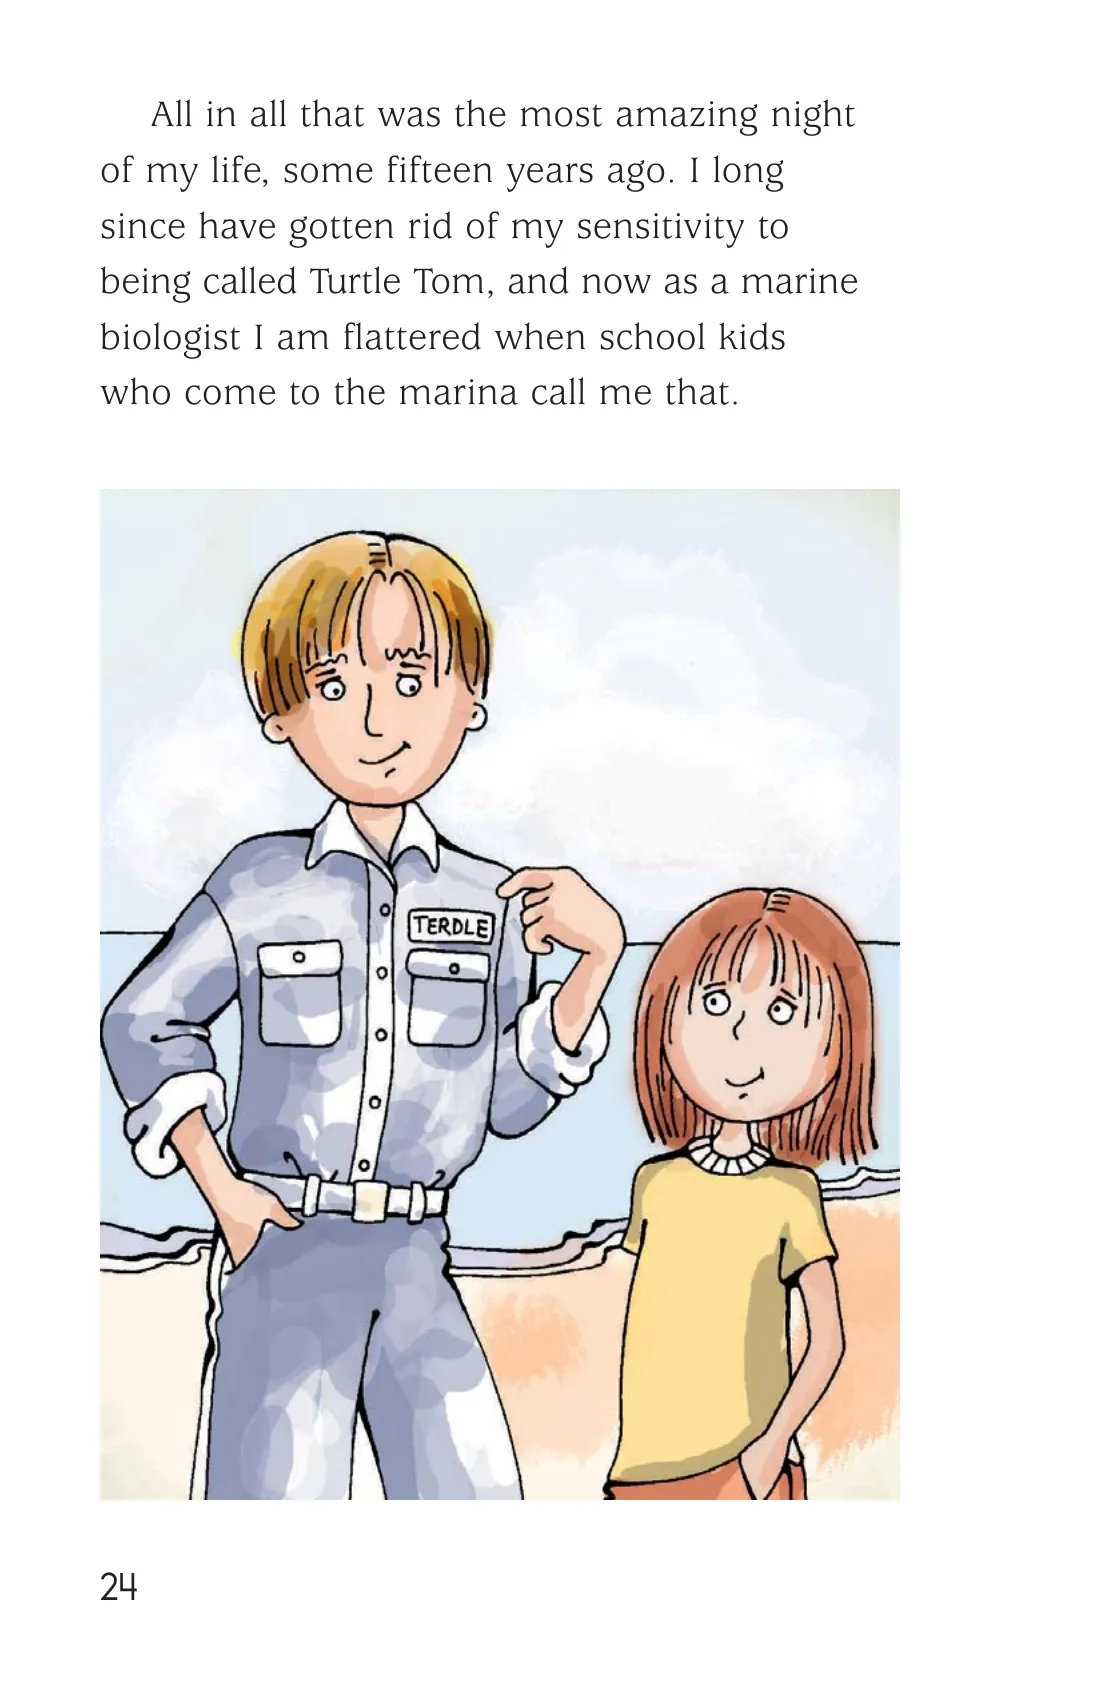 All in all that was the most amazing night
of my life, some fifteen years ago. I long
since have gotten rid of my sensitivity to
being called Turtle Tom, and now as a marine
biologist I am flattered when school kids
who come to the marina call me that.
TERDLE
24